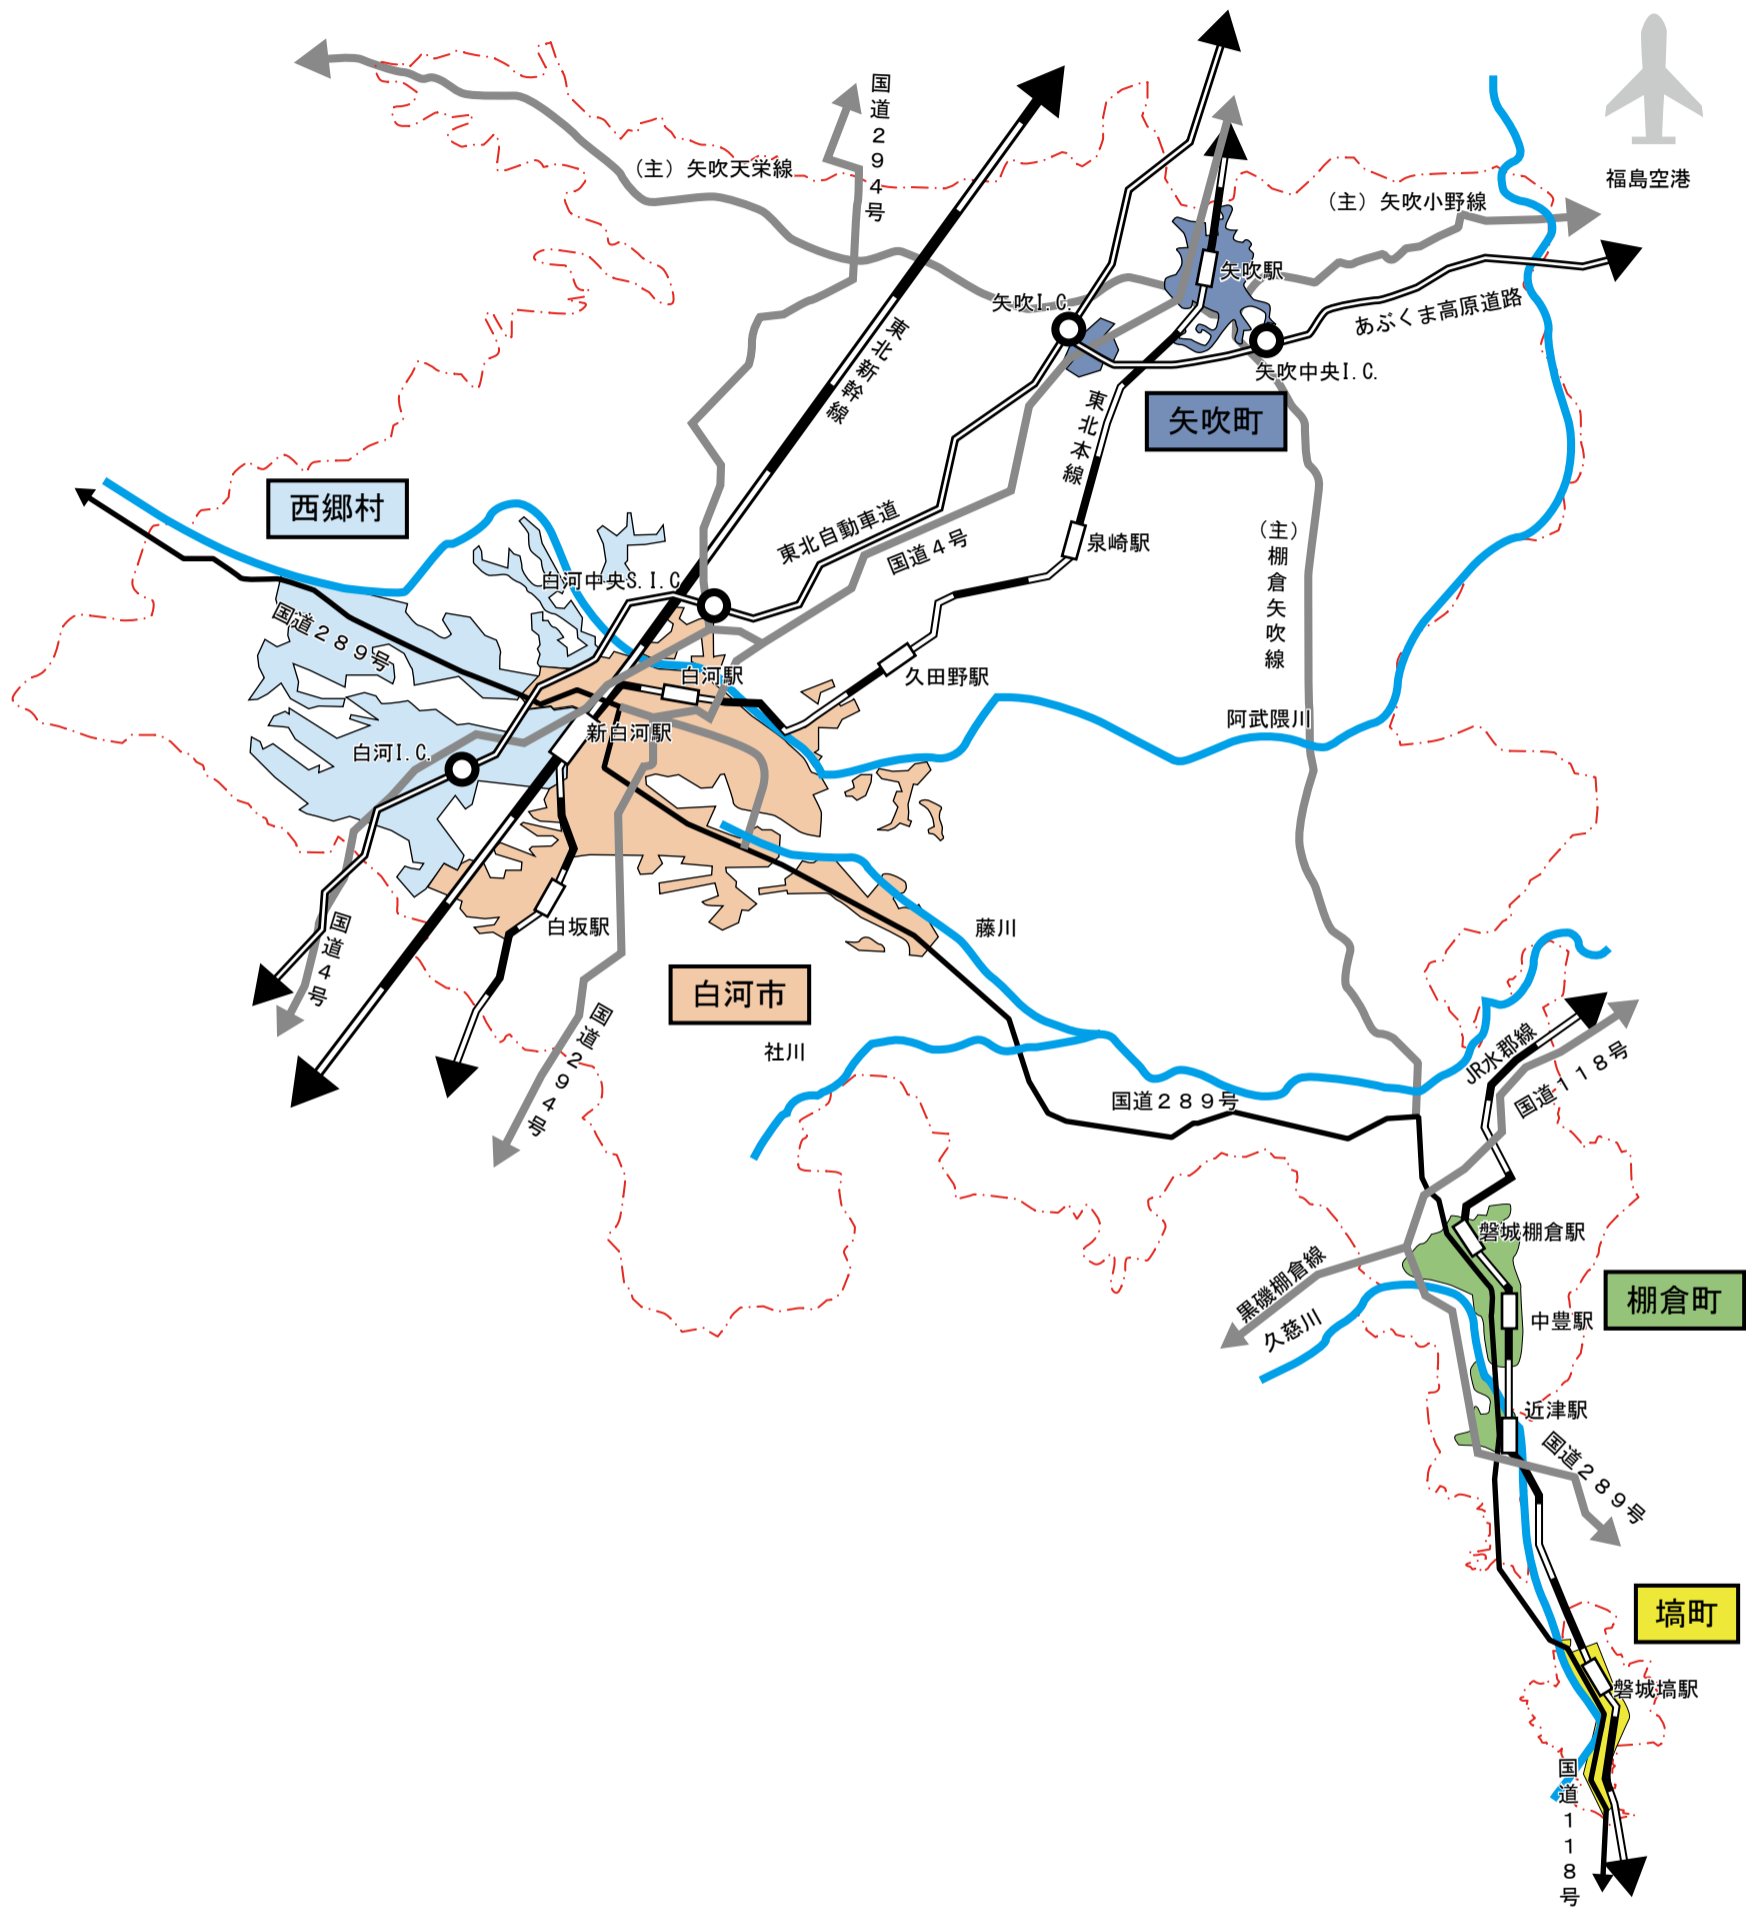 国道２９４号
（主）矢吹天栄線
福島空港
（主）矢吹小野線
矢吹駅
矢吹I.C.
あぶくま高原道路
東北新幹線
矢吹中央I.C.
矢吹町
東北本線
西郷村
東北自動車道
国道４号
泉崎駅
（主）棚倉矢吹線
白河中央S.I.C
国道２８９号
白河駅
久田野駅
阿武隈川
新白河駅
白河I.C.
国道４号
白坂駅
藤川
白河市
社川
国道２９４号
JR水郡線
国道１１８号
国道２８９号
磐城棚倉駅
黒磯棚倉線
久慈川
棚倉町
中豊駅
近津駅
国道２８９号
塙町
磐城塙駅
国道１１８号